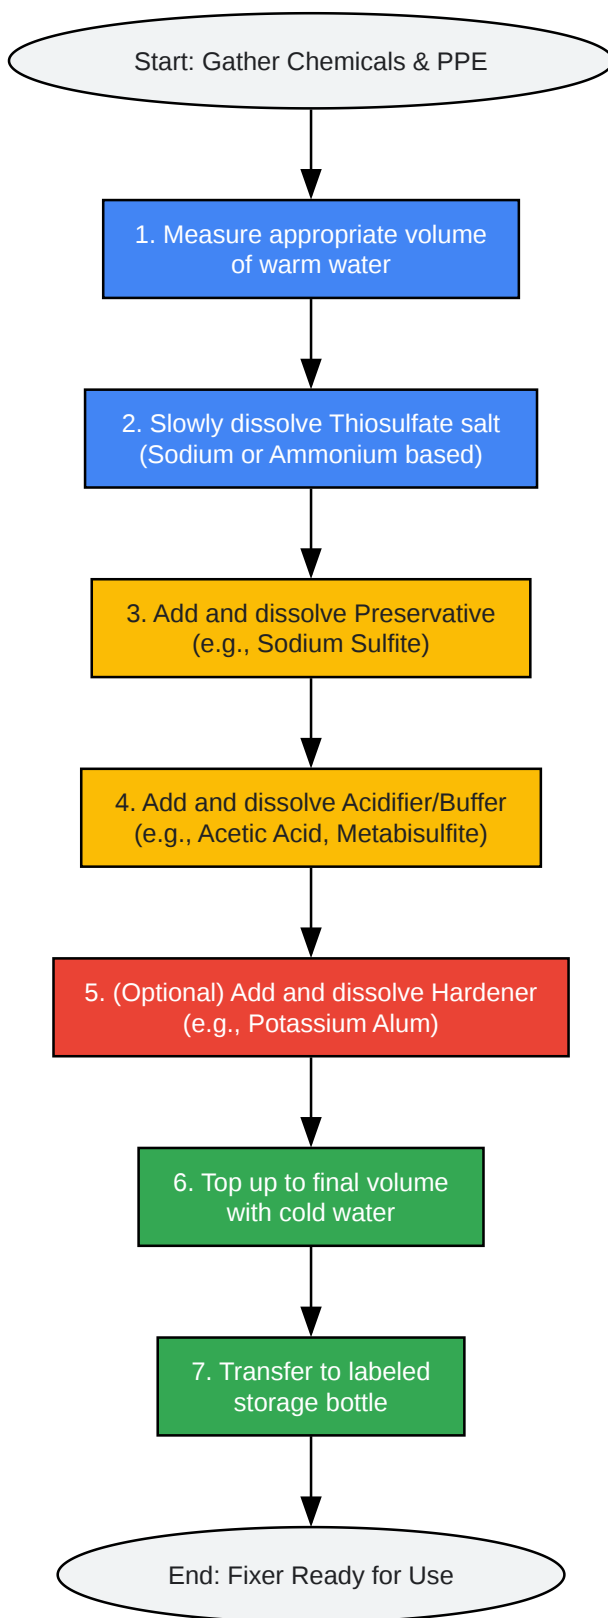 Start: Gather Chemicals & PPE
1. Measure appropriate volume
of warm water
2. Slowly dissolve Thiosulfate salt
(Sodium or Ammonium based)
3. Add and dissolve Preservative
(e.g., Sodium Sulfite)
4. Add and dissolve Acidifier/Buffer
(e.g., Acetic Acid, Metabisulfite)
5. (Optional) Add and dissolve Hardener
(e.g., Potassium Alum)
6. Top up to final volume
with cold water
7. Transfer to labeled
storage bottle
End: Fixer Ready for Use